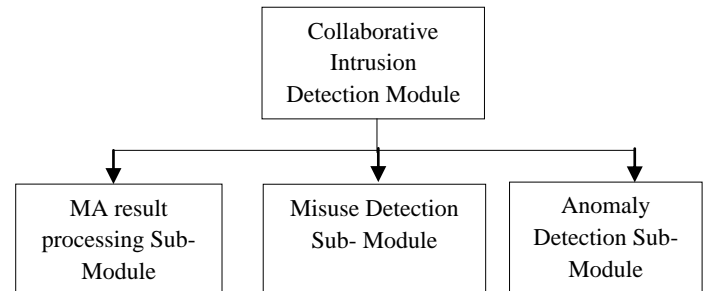 Collaborative
Intrusion
Detection Module
MA result
processing Sub-
Module
Misuse Detection
Sub- Module
Anomaly
Detection Sub-
Module